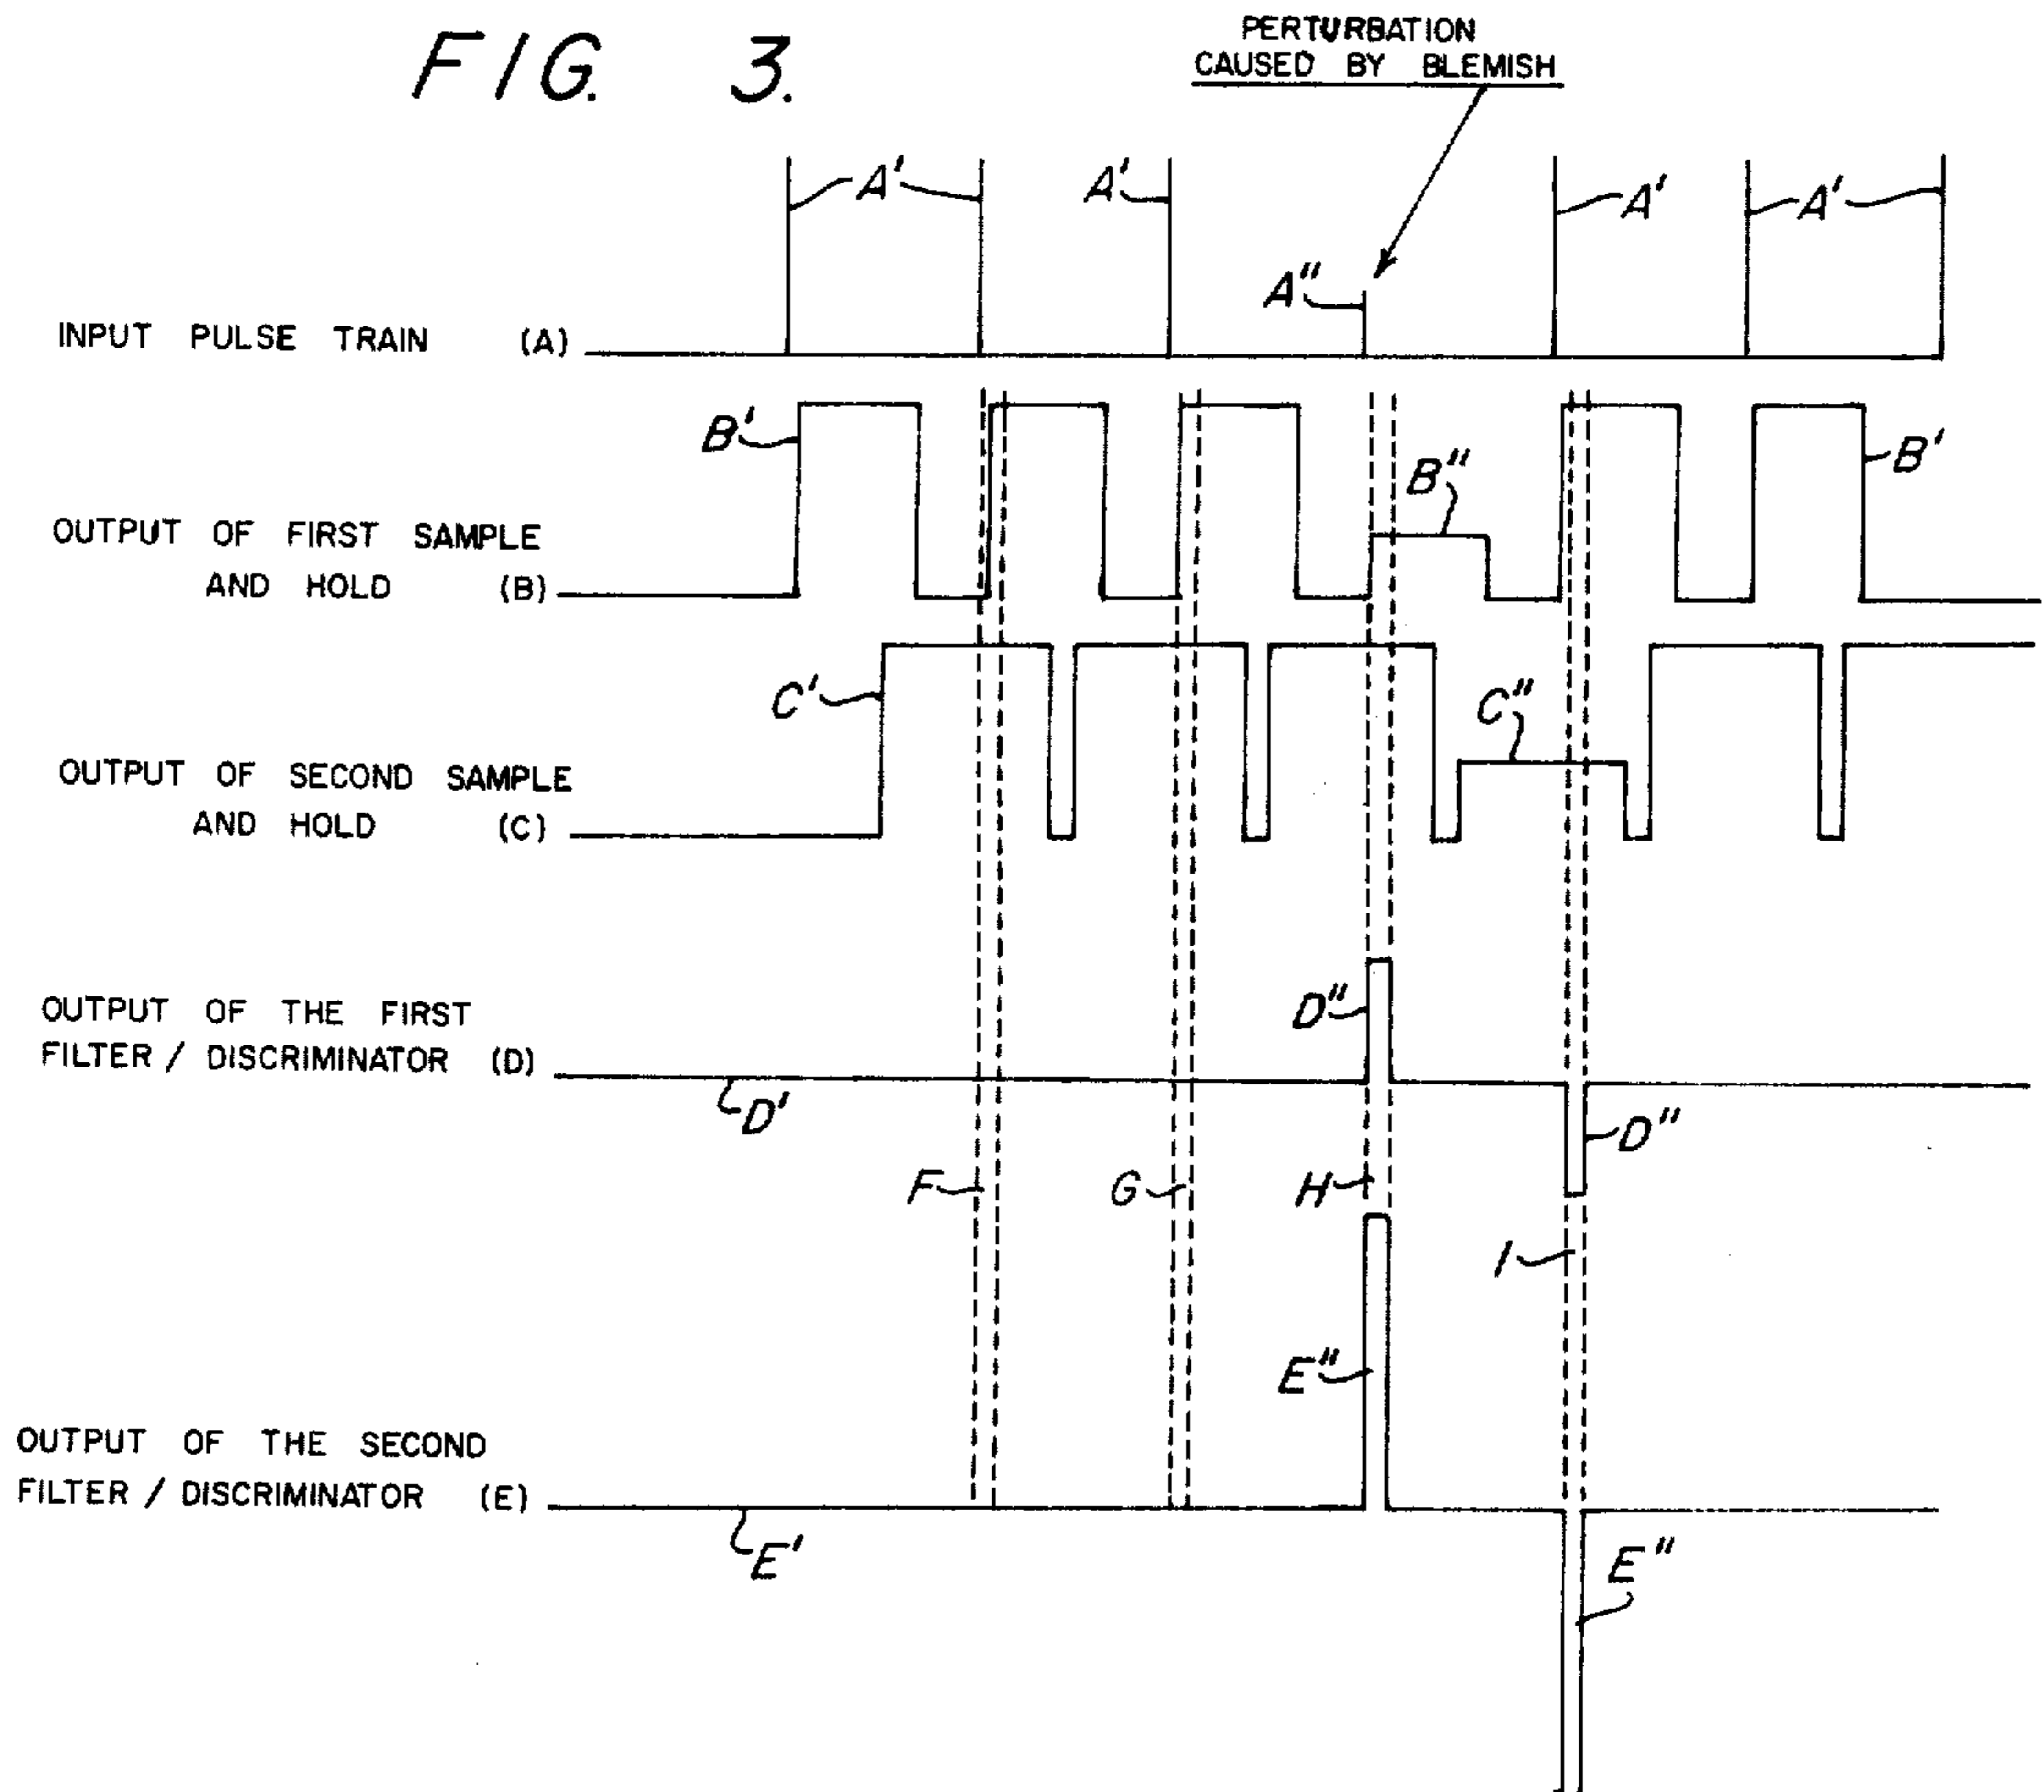 FIG. 3.
PERTURBATION
CAUSED BY BLEMISH
A' A' A' A'
A"
INPUT PULSE TRAIN (A)
B' B" B'
OUTPUT OF FIRST SAMPLE
AND HOLD (B)
C' C"
OUTPUT OF SECOND SAMPLE
AND HOLD (C)
OUTPUT OF THE FIRST
FILTER / DISCRIMINATOR (D)
D"
D' D"
F G H I
E"
OUTPUT OF THE SECOND
FILTER / DISCRIMINATOR (E)
E' E"